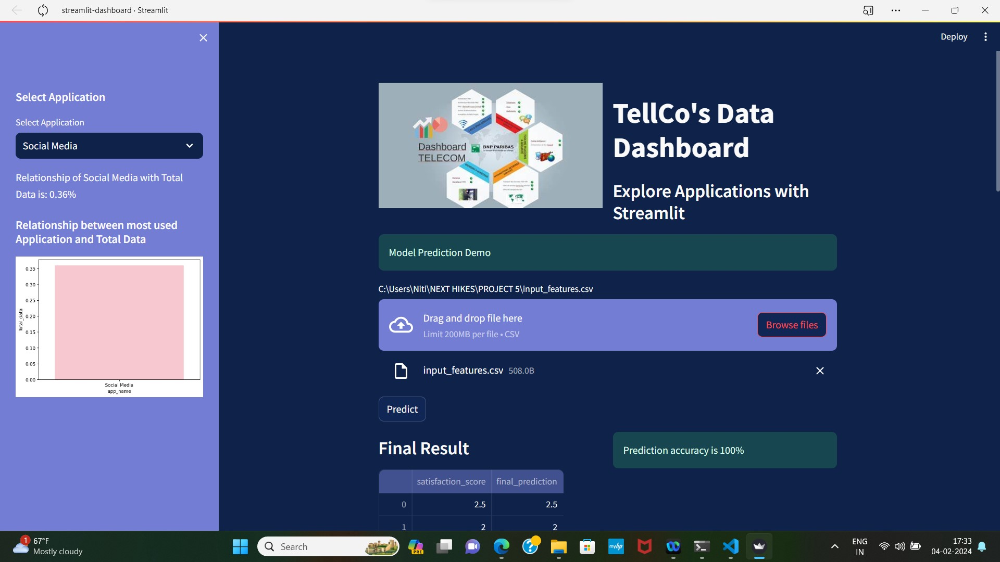 streamlit-dashboard · Streamlit
Deploy
Select Application
Select Application
Social Media
Relationship of Social Media with Total
Data is: 0.36%
Relationship between most used
Application and Total Data
0.35
0.30
0.25
0.20
0.15
0.10
0.05
0.00
Total_data
Social Media
app_name
Dashboard
TELECOM
BNP PARIBAS
TellCo's Data
Dashboard
Explore Applications with
Streamlit
Model Prediction Demo
C:\Users\Niti\NEXT HIKES\PROJECT 5\input_features.csv
Drag and drop file here
Limit 200MB per file • CSV
Browse files
input_features.csv 508.0B
Predict
Final Result
Prediction accuracy is 100%
satisfaction_score final_prediction
0 2.5 2.5
1 2 2
1
67°F
Mostly cloudy
Search
PRE
myhp
ENG
IN
17:33
04-02-2024